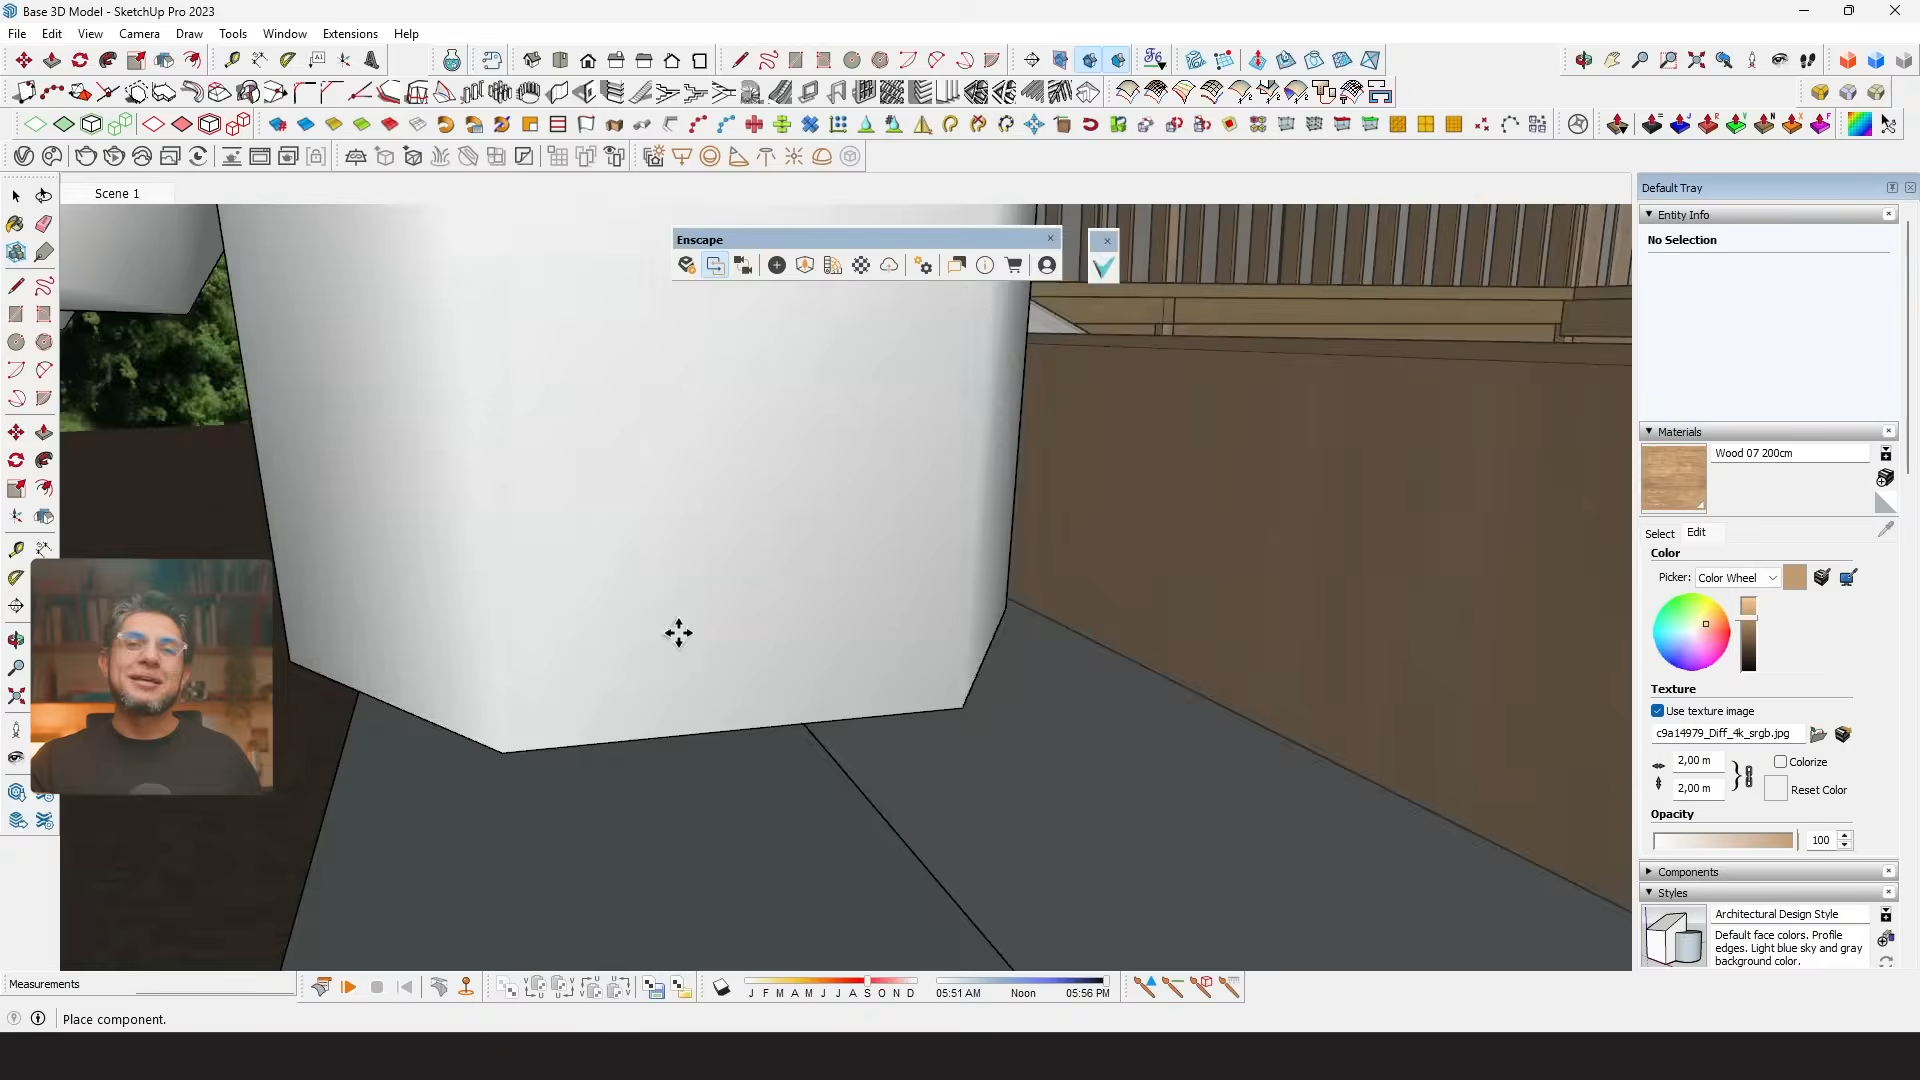 Base 3D Model - SketchUp Pro 2023
File Edit View Camera Draw Tools Window Extensions Help
Scene 1
Enscape
Default Tray
Entity Info
No Selection
Materials
Wood 07 200cm
Select Edit
Color
Picker: Color Wheel
Texture
Use texture image
c9a14979_Diff_4k_srgb.jpg
2,00 m
Colorize
2,00 m
Reset Color
Opacity
100
Components
Styles
Architectural Design Style
Default face colors. Profile
edges. Light blue sky and gray
background color.
Measurements
J F M A M J J A S O N D
05:51 AM Noon 05:56 PM
Place component.